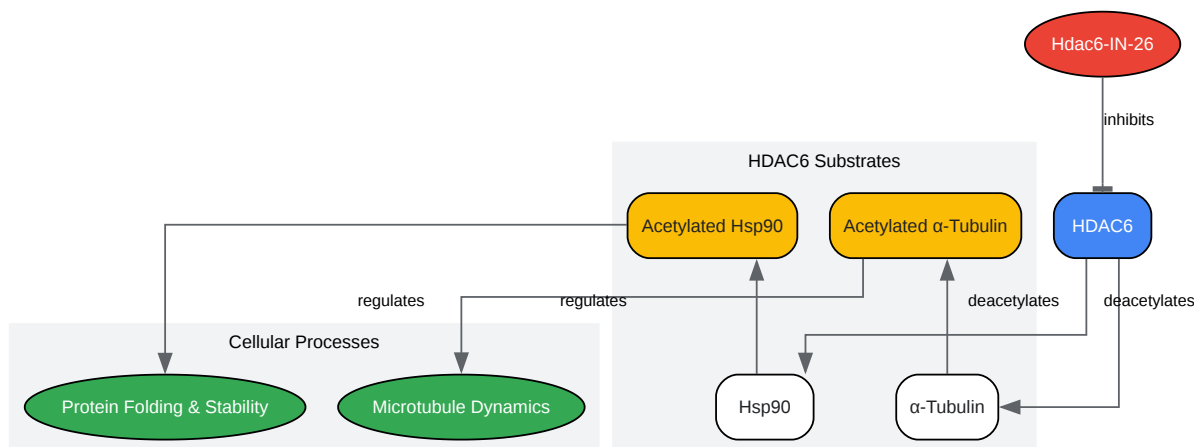 Hdac6-IN-26
inhibits
HDAC6 Substrates
Acetylated Hsp90
Acetylated α-Tubulin
HDAC6
regulates
regulates
deacetylates
deacetylates
Cellular Processes
Protein Folding & Stability
Microtubule Dynamics
Hsp90
α-Tubulin